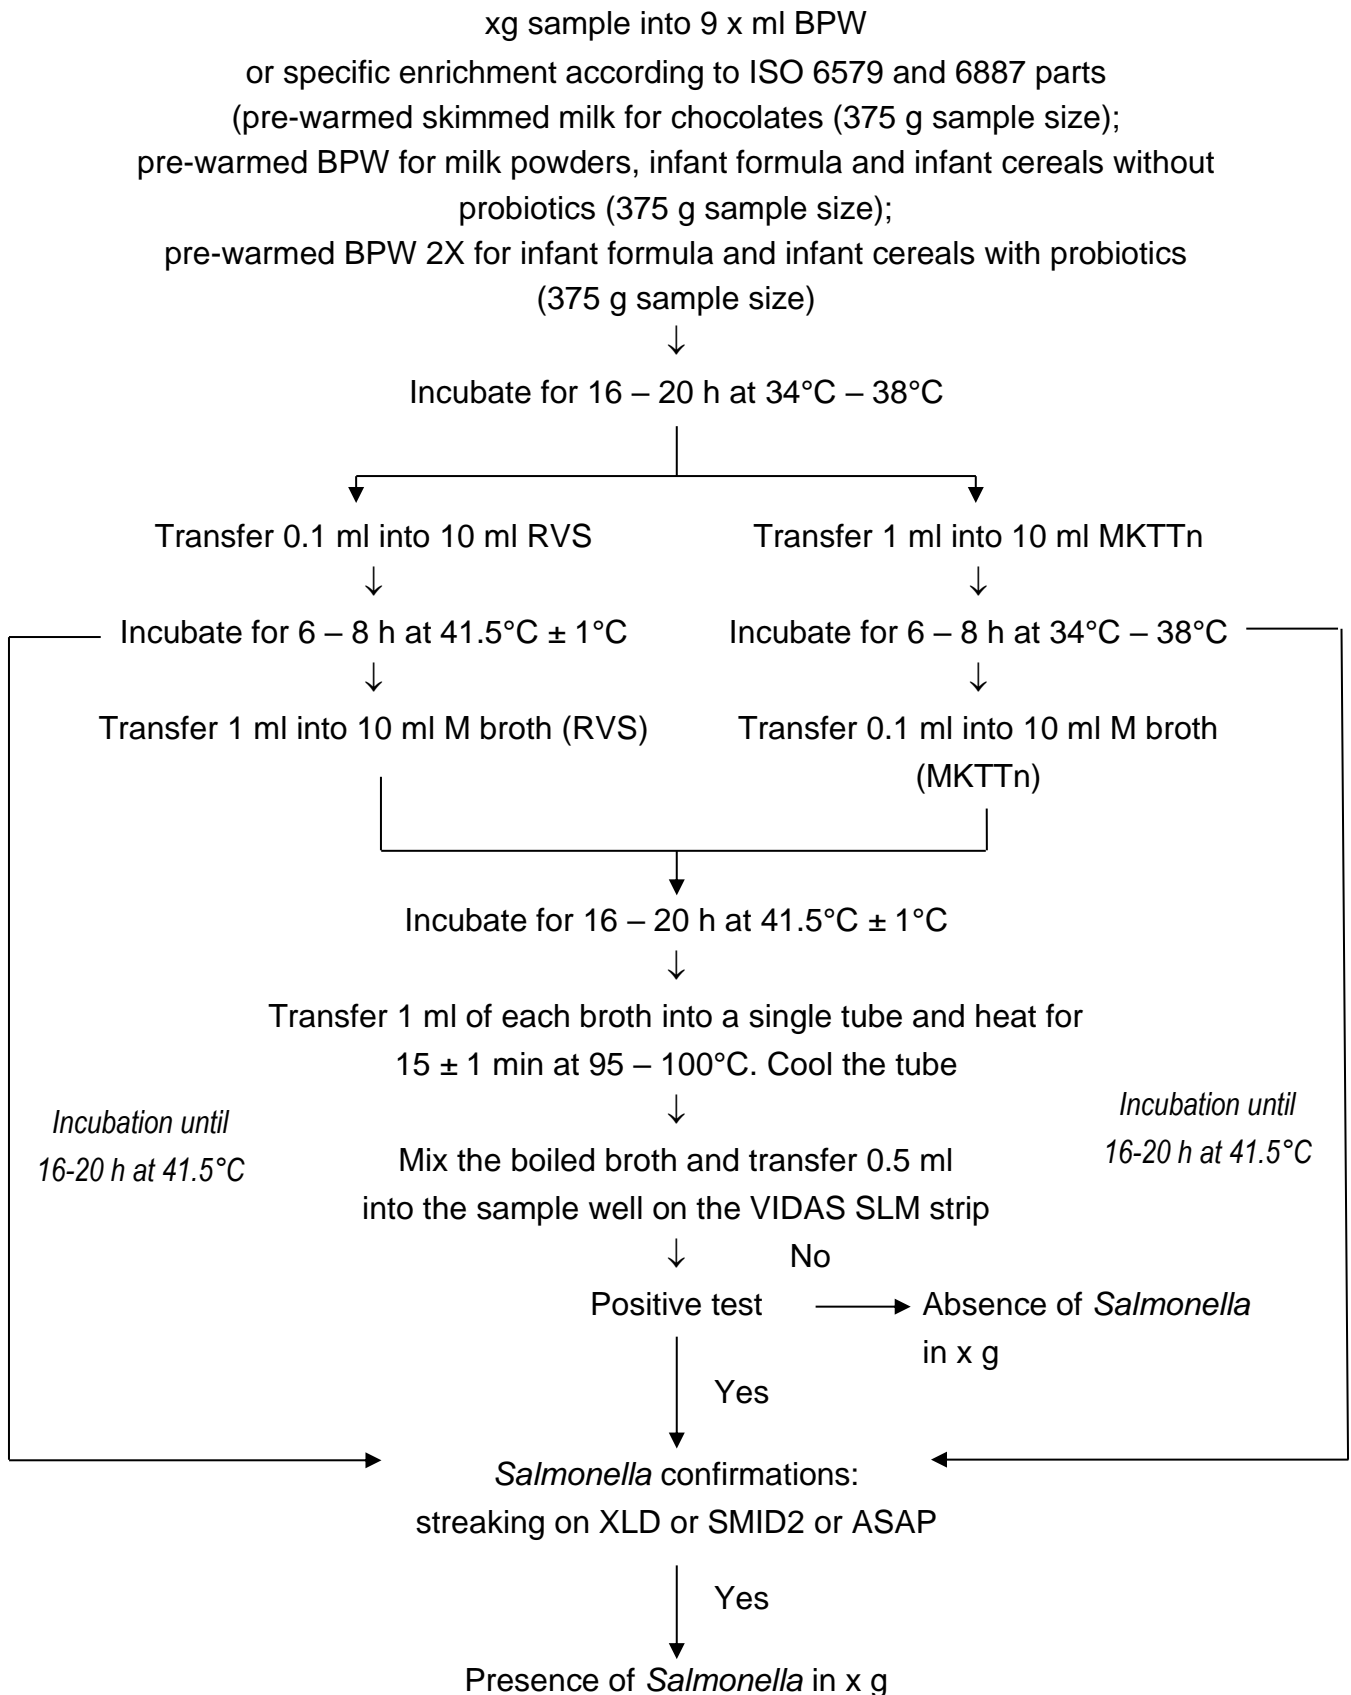 xg sample into 9 x ml BPW
or specific enrichment according to ISO 6579 and 6887 parts
(pre-warmed skimmed milk for chocolates (375 g sample size);
pre-warmed BPW for milk powders, infant formula and infant cereals without
probiotics (375 g sample size);
pre-warmed BPW 2X for infant formula and infant cereals with probiotics
(375 g sample size)
↓
Incubate for 16 – 20 h at 34°C – 38°C
Transfer 0.1 ml into 10 ml RVS
↓
Incubate for 6 – 8 h at 41.5°C ± 1°C
↓
Transfer 1 ml into 10 ml M broth (RVS)
Transfer 1 ml into 10 ml MKTTn
↓
Incubate for 6 – 8 h at 34°C – 38°C
↓
Transfer 0.1 ml into 10 ml M broth
(MKTTn)
Incubate for 16 – 20 h at 41.5°C ± 1°C
↓
Transfer 1 ml of each broth into a single tube and heat for
15 ± 1 min at 95 – 100°C. Cool the tube
↓
Incubation until
16-20 h at 41.5°C
Incubation until
16-20 h at 41.5°C
Mix the boiled broth and transfer 0.5 ml
into the sample well on the VIDAS SLM strip
↓
No
Positive test
Absence of Salmonella
in x g
Yes
Salmonella confirmations:
streaking on XLD or SMID2 or ASAP
Yes
Presence of Salmonella in x g